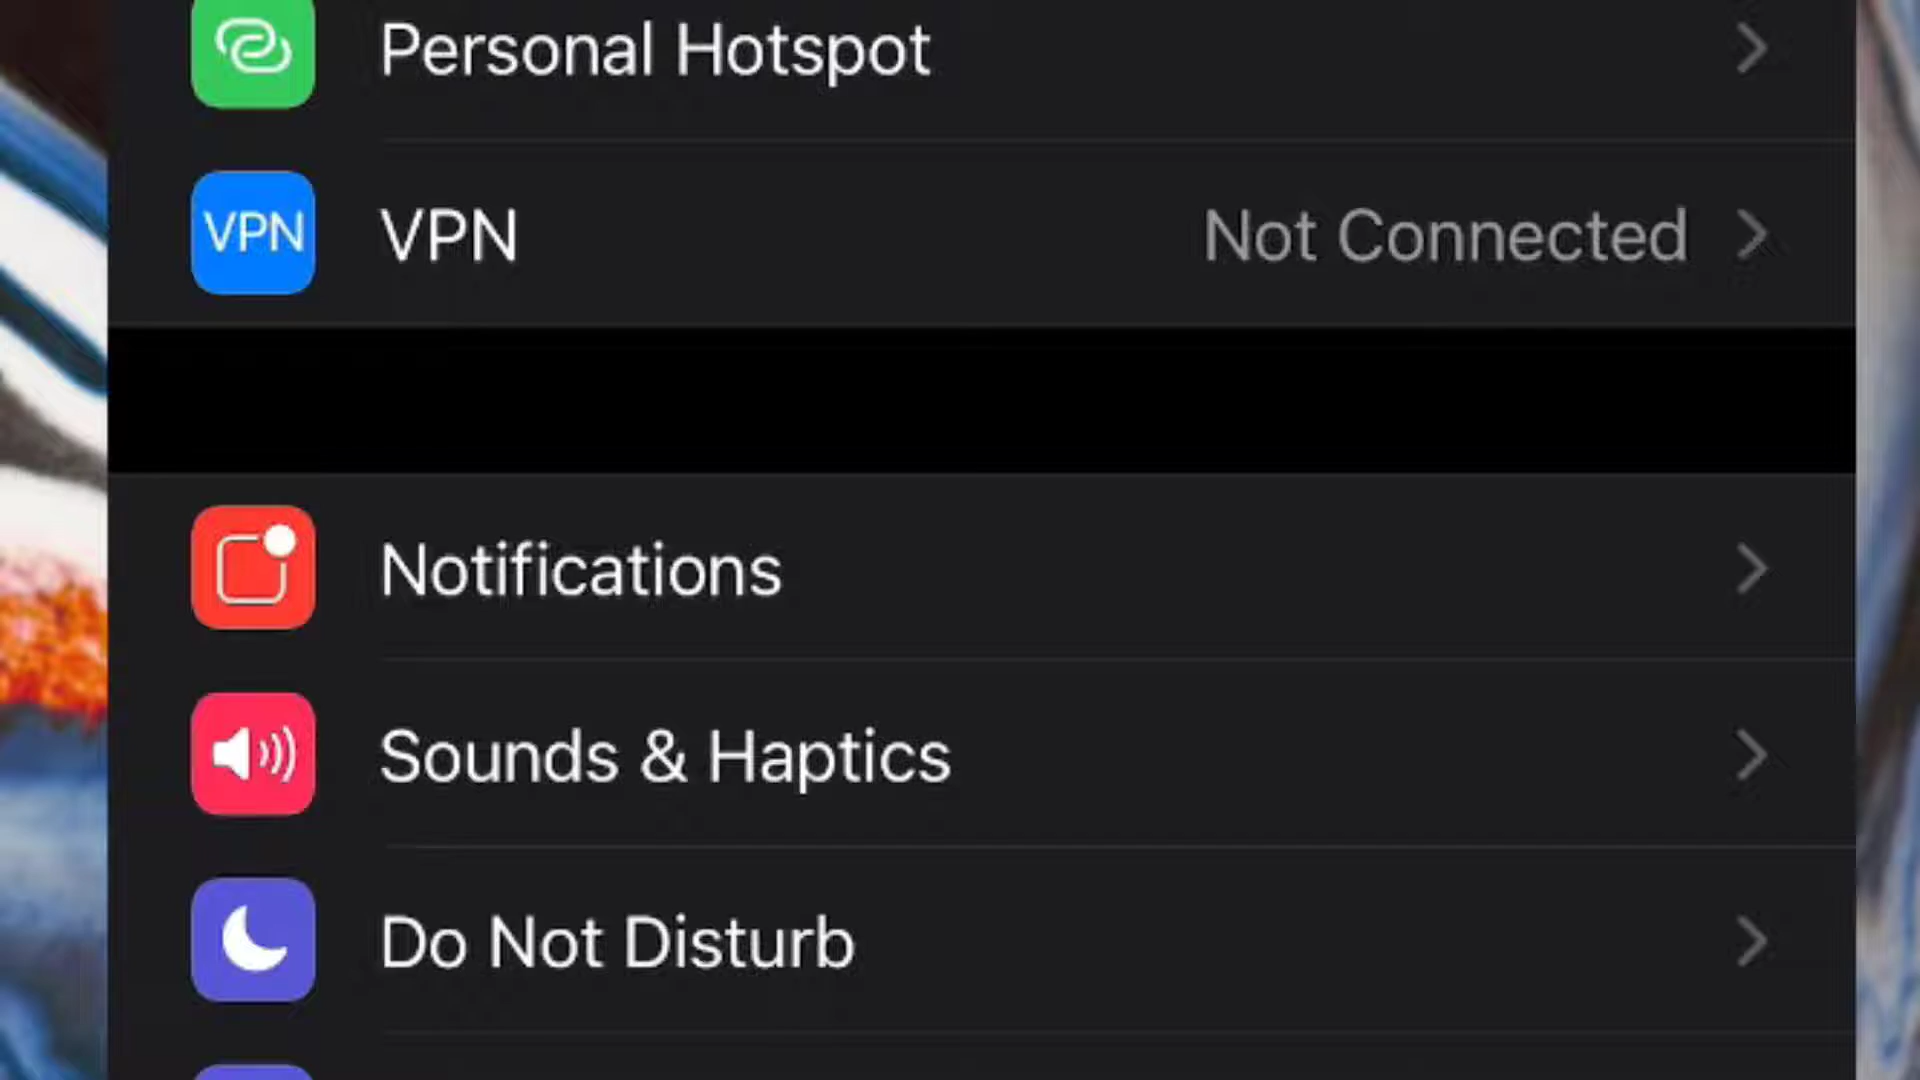 Personal Hotspot
VPN VPN Not Connected
Notifications
Sounds & Haptics
Do Not Disturb